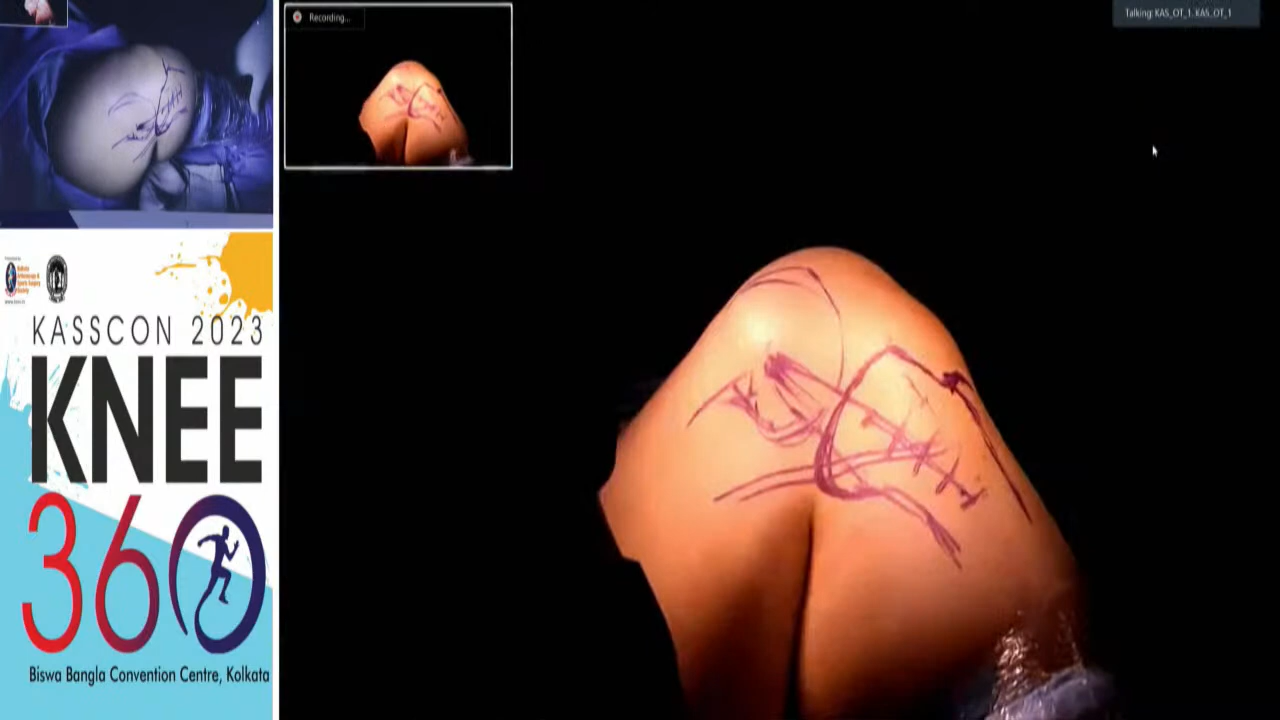 Recording...
Talking: KAS_OT_1. KAS_OT_1
KASSCON 2023
KNEE
360
Biswa Bangla Convention Centre, Kolkata